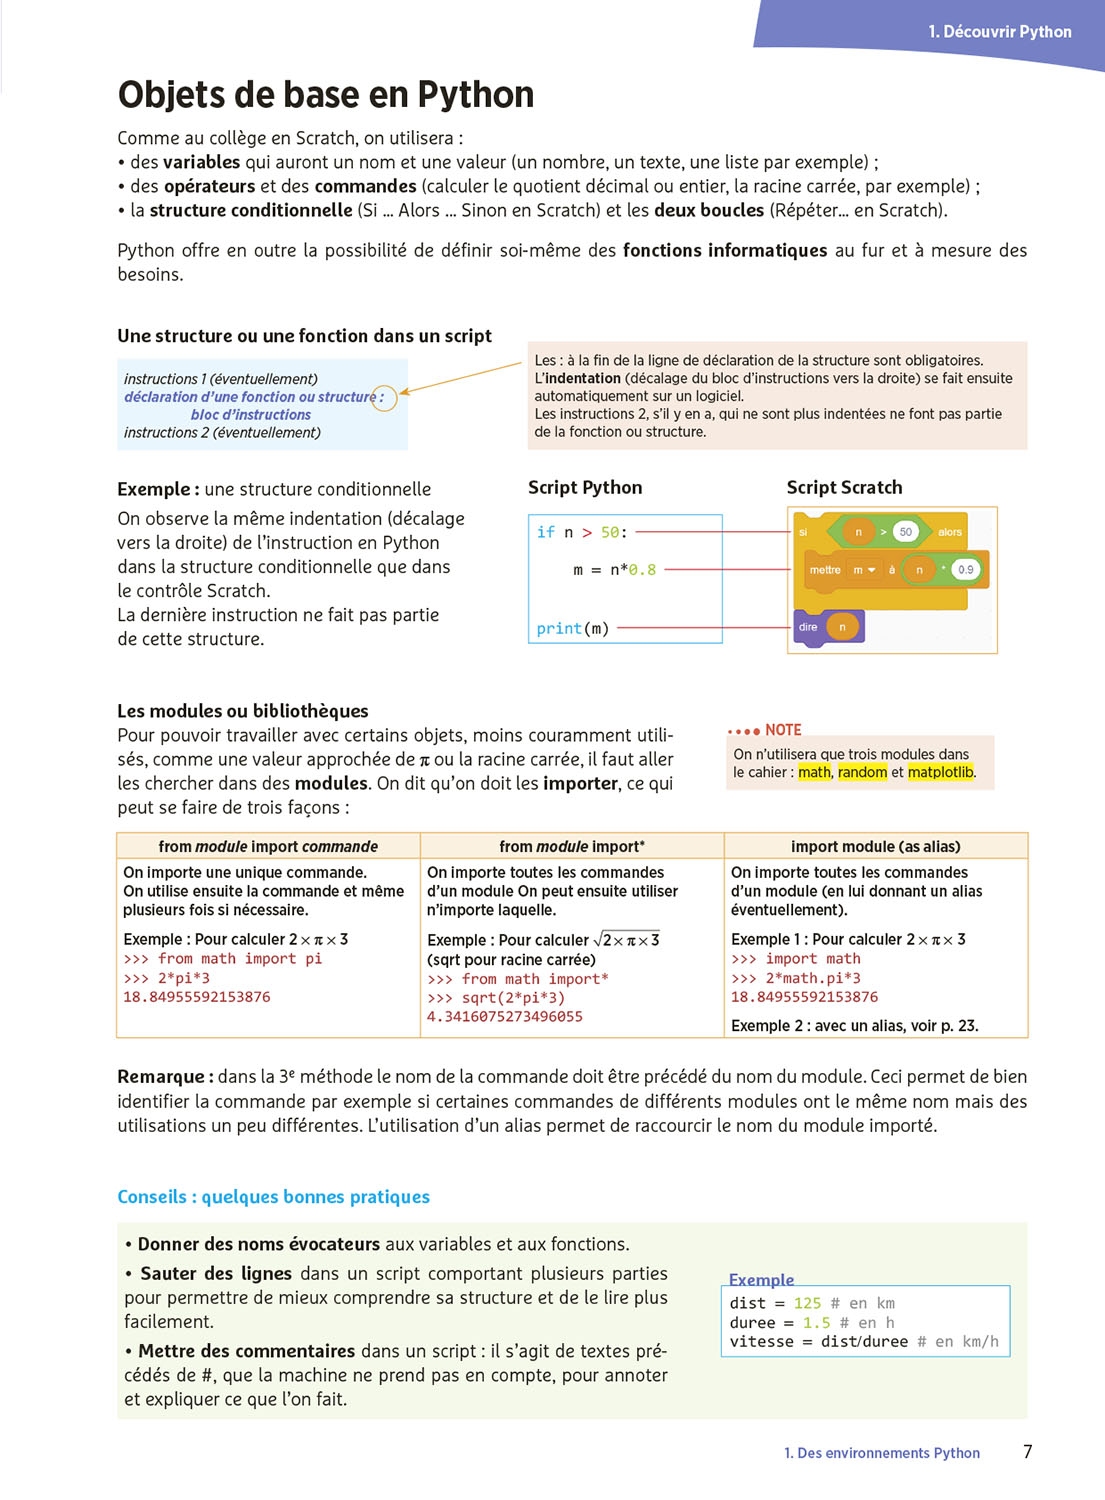 1. Découvrir Python
Objets de base en Python
Comme au collège en Scratch, on utilisera :
• des variables qui auront un nom et une valeur (un nombre, un texte, une liste par exemple) ;
• des opérateurs et des commandes (calculer le quotient décimal ou entier, la racine carrée, par exemple) ;
• la structure conditionnelle (Si ... Alors ... Sinon en Scratch) et les deux boucles (Répéter... en Scratch).
Python offre en outre la possibilité de définir soi-même des fonctions informatiques au fur et à mesure des
besoins.
Une structure ou une fonction dans un script
instructions 1 (éventuellement)
déclaration d'une fonction ou structure :
bloc d'instructions
instructions 2 (éventuellement)
Les : à la fin de la ligne de déclaration de la structure sont obligatoires.
L'indentation (décalage du bloc d'instructions vers la droite) se fait ensuite
automatiquement sur un logiciel.
Les instructions 2, s'il y en a, qui ne sont plus indentées ne font pas partie
de la fonction ou structure.
Exemple : une structure conditionnelle
On observe la même indentation (décalage
vers la droite) de l'instruction en Python
dans la structure conditionnelle que dans
le contrôle Scratch.
La dernière instruction ne fait pas partie
de cette structure.
Script Python
if n > 50:
m = n*0.8
print(m)
Script Scratch
si n > 50 alors
mettre m à n * 0.9
dire n
Les modules ou bibliothèques
Pour pouvoir travailler avec certains objets, moins couramment utili-
sés, comme une valeur approchée de π ou la racine carrée, il faut aller
les chercher dans des modules. On dit qu'on doit les importer, ce qui
peut se faire de trois façons :
NOTE
On n'utilisera que trois modules dans
le cahier : math, random et matplotlib.
from module import commande
On importe une unique commande.
On utilise ensuite la commande et même
plusieurs fois si nécessaire.
Exemple : Pour calculer 2 × π × 3
>>> from math import pi
>>> 2*pi*3
18.84955592153876
from module import*
On importe toutes les commandes
d'un module On peut ensuite utiliser
n'importe laquelle.
Exemple : Pour calculer √2 × π × 3
(sqrt pour racine carrée)
>>> from math import*
>>> sqrt(2*pi*3)
4.3416075273496055
import module (as alias)
On importe toutes les commandes
d'un module (en lui donnant un alias
éventuellement).
Exemple 1 : Pour calculer 2 × π × 3
>>> import math
>>> 2*math.pi*3
18.84955592153876
Exemple 2 : avec un alias, voir p. 23.
Remarque : dans la 3e méthode le nom de la commande doit être précédé du nom du module. Ceci permet de bien
identifier la commande par exemple si certaines commandes de différents modules ont le même nom mais des
utilisations un peu différentes. L'utilisation d'un alias permet de raccourcir le nom du module importé.
Conseils : quelques bonnes pratiques
• Donner des noms évocateurs aux variables et aux fonctions.
• Sauter des lignes dans un script comportant plusieurs parties
pour permettre de mieux comprendre sa structure et de le lire plus
facilement.
• Mettre des commentaires dans un script : il s'agit de textes pré-
cédés de #, que la machine ne prend pas en compte, pour annoter
et expliquer ce que l'on fait.
Exemple
dist = 125 # en km
duree = 1.5 # en h
vitesse = dist/duree # en km/h
1. Des environnements Python 7